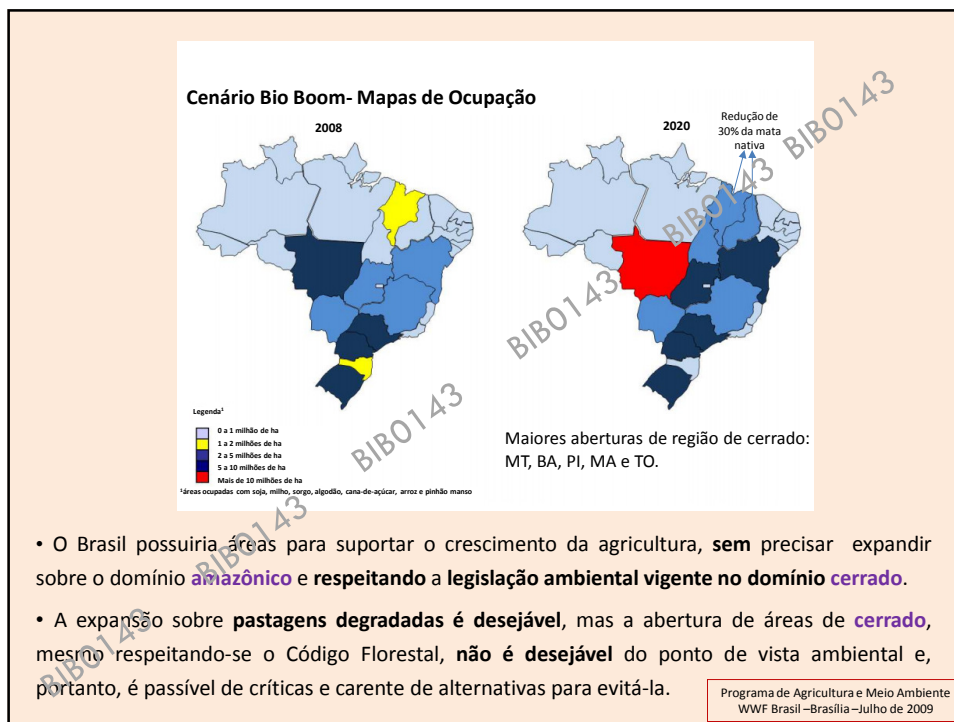 Cenário Bio Boom- Mapas de Ocupação
2008
2020
Redução de
30% da mata
nativa
Legenda¹
0 a 1 milhão de ha
1 a 2 milhões de ha
2 a 5 milhões de ha
5 a 10 milhões de ha
Mais de 10 milhões de ha
¹áreas ocupadas com soja, milho, sorgo, algodão, cana-de-açúcar, arroz e pinhão manso
Maiores aberturas de região de cerrado:
MT, BA, PI, MA e TO.
• O Brasil possuiria áreas para suportar o crescimento da agricultura, sem precisar expandir
sobre o domínio amazônico e respeitando a legislação ambiental vigente no domínio cerrado.
• A expansão sobre pastagens degradadas é desejável, mas a abertura de áreas de cerrado,
mesmo respeitando-se o Código Florestal, não é desejável do ponto de vista ambiental e,
portanto, é passível de críticas e carente de alternativas para evitá-la.
Programa de Agricultura e Meio Ambiente
WWF Brasil –Brasília –Julho de 2009
BIBO143
BIBO143
BIBO143
BIBO143
BIBO143
BIBO143